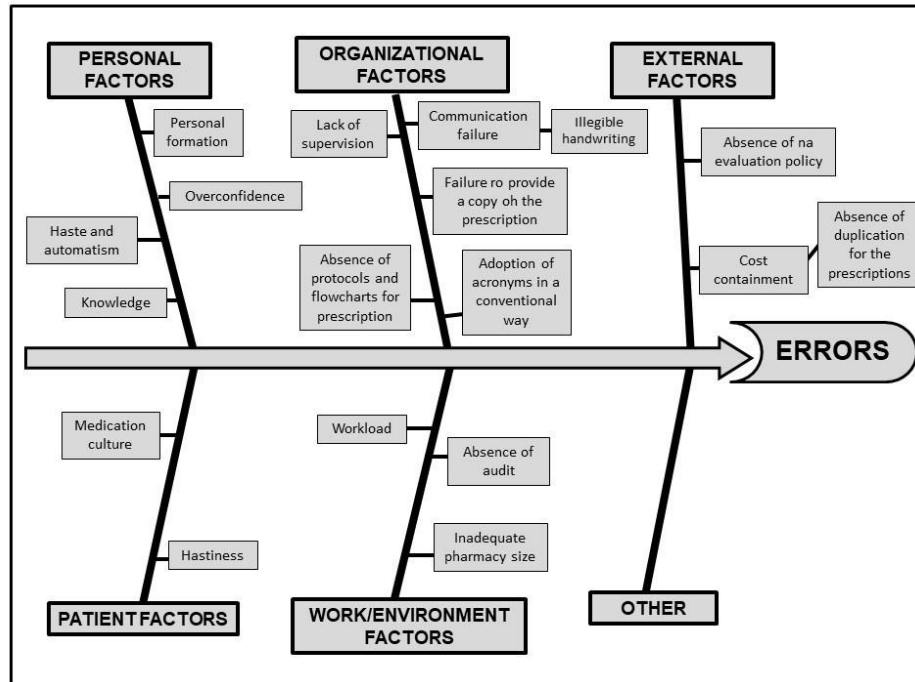 PERSONAL
FACTORS
Personal
formation
Overconfidence
Haste and
automatism
Knowledge
ORGANIZATIONAL
FACTORS
Lack of
supervision
Communication
failure
Illegible
handwriting
Failure ro provide
a copy oh the
prescription
Absence of
protocols and
flowcharts for
prescription
Adoption of
acronyms in a
conventional
way
EXTERNAL
FACTORS
Absence of na
evaluation policy
Cost
containment
Absence of
duplication
for the
prescriptions
ERRORS
Medication
culture
Hastiness
PATIENT FACTORS
Workload
Absence of
audit
Inadequate
pharmacy size
WORK/ENVIRONMENT
FACTORS
OTHER